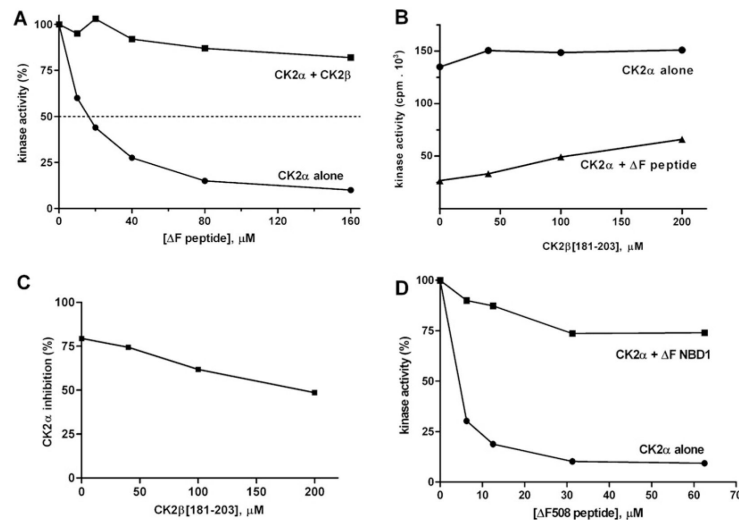 A
100
75
50
25
0
kinase activity (%)
CK2α + CK2β
CK2α alone
0 40 80 120 160
[ΔF peptide], μM
B
150
100
50
kinase activity (cpm . 10³)
CK2α alone
CK2α + ΔF peptide
0 50 100 150 200
CK2β[181-203], μM
C
100
75
50
25
0
CK2α inhibition (%)
0 50 100 150 200
CK2β[181-203], μM
D
100
75
50
25
0
kinase activity (%)
CK2α + ΔF NBD1
CK2α alone
0 10 20 30 40 50 60 70
[ΔF508 peptide], μM